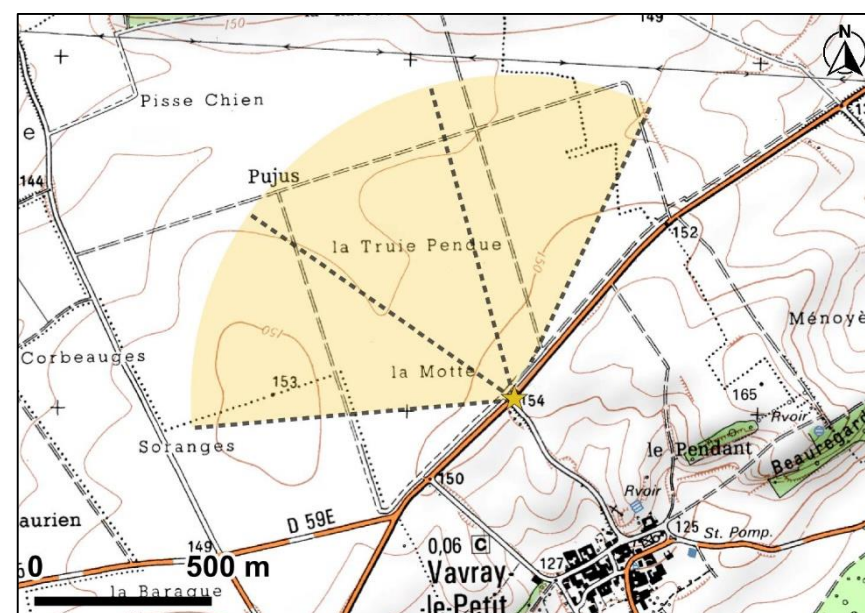 150
149
N
Pisse Chien
e
144
Pujus
la Truie Pendue
150
152
150
Ménoyè
Corbeauges
153
la Motte
154
165
Rvoir
Soranges
le Pendant
Beauregard
150
Rvoir
aurien
D 59E
125
St. Pomp.
149
0,06 C
127
0
500 m
Vavray-
la Baraque
le-Petit